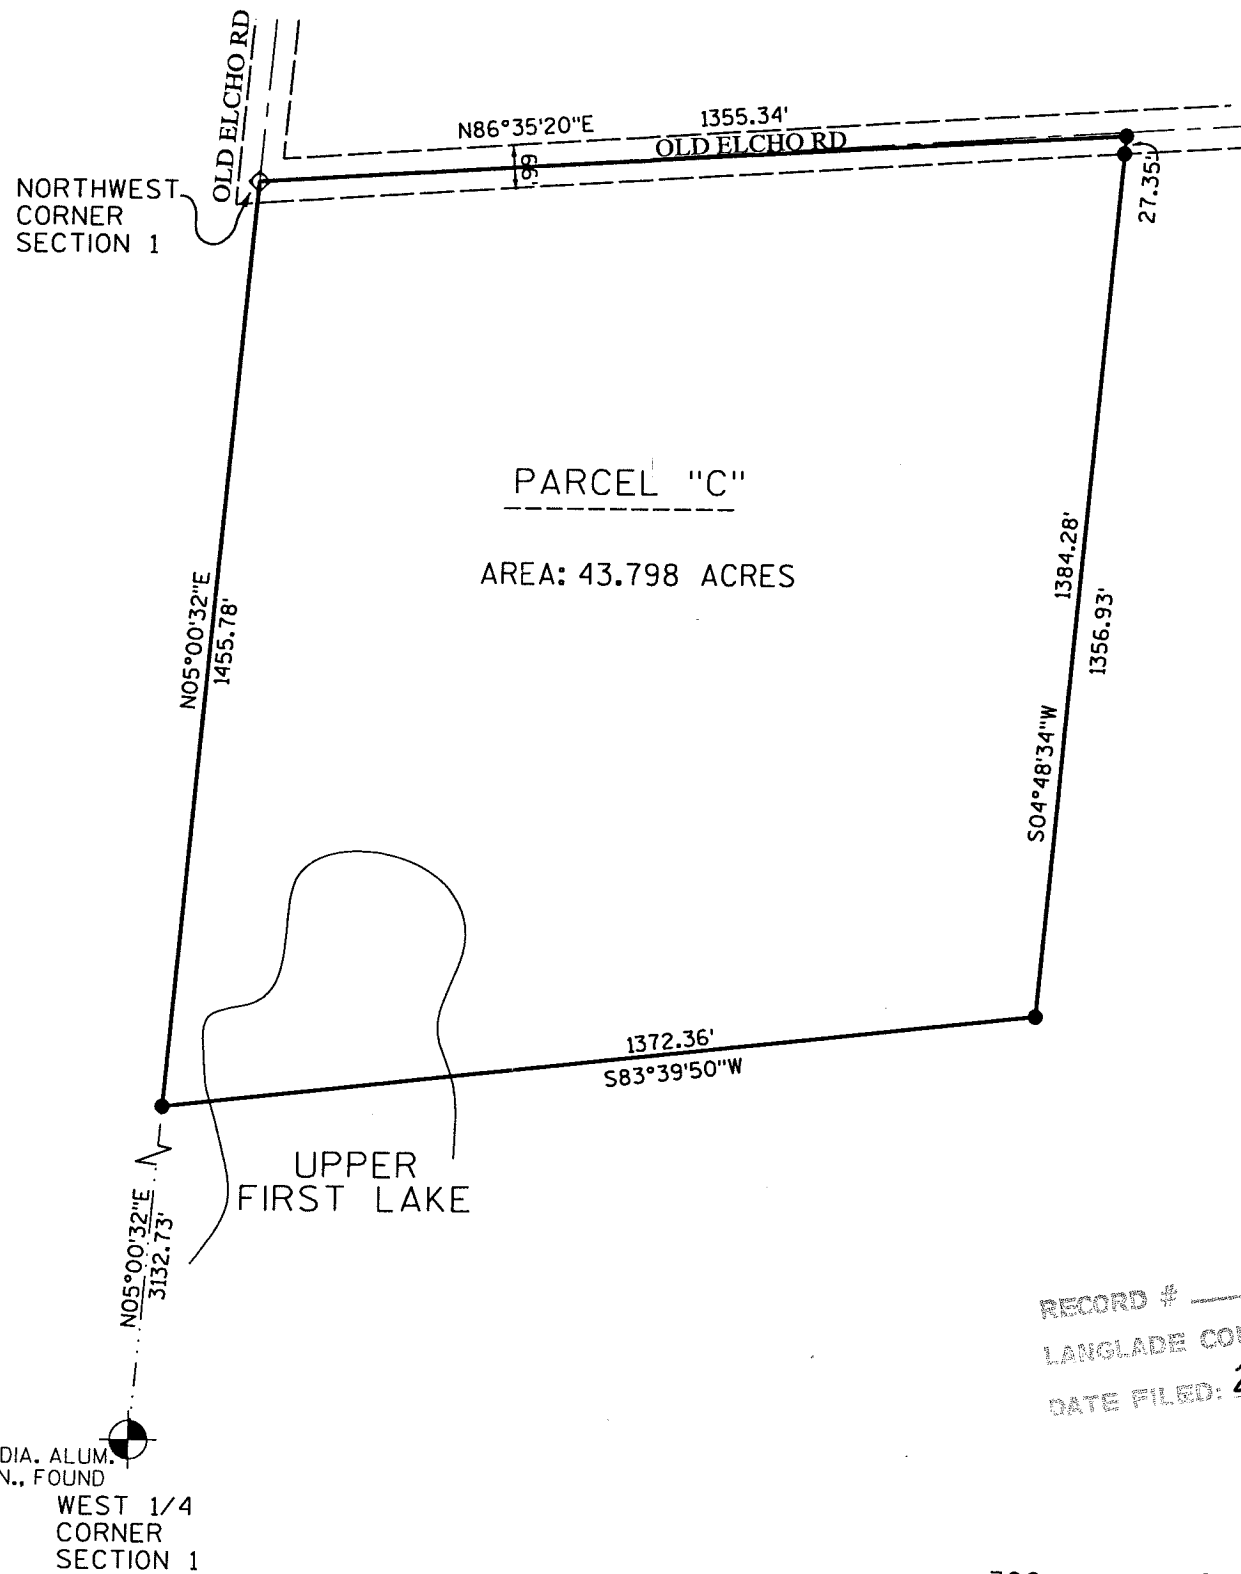 OLD ELCHO RD
N86°35'20"E
1355.34'
OLD ELCHO RD
66'
27.35'
NORTHWEST
CORNER
SECTION 1
PARCEL "C"
AREA: 43.798 ACRES
N05°00'32"E
1455.78'
1384.28'
1356.93'
S04°48'34"W
1372.36'
S83°39'50"W
UPPER
FIRST LAKE
N05°00'32"E
3132.73'
RECORD #
LANGLADE COU
DATE FILED: 2
DIA. ALUM.
N., FOUND
WEST 1/4
CORNER
SECTION 1